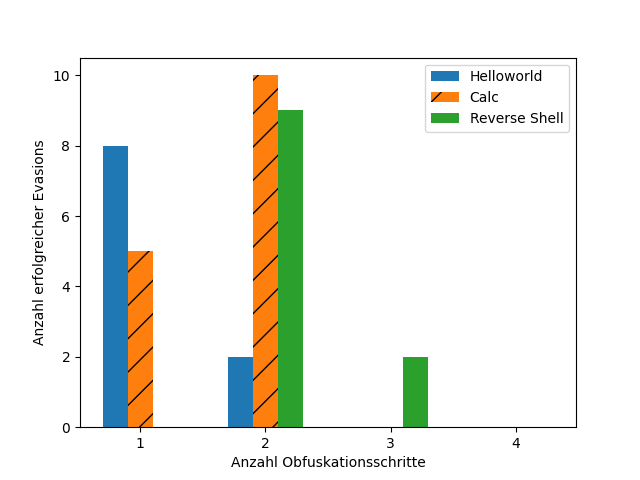 10
8
6
4
2
0
Anzahl erfolgreicher Evasions
Helloworld
Calc
Reverse Shell
1 2 3 4
Anzahl Obfuskationsschritte